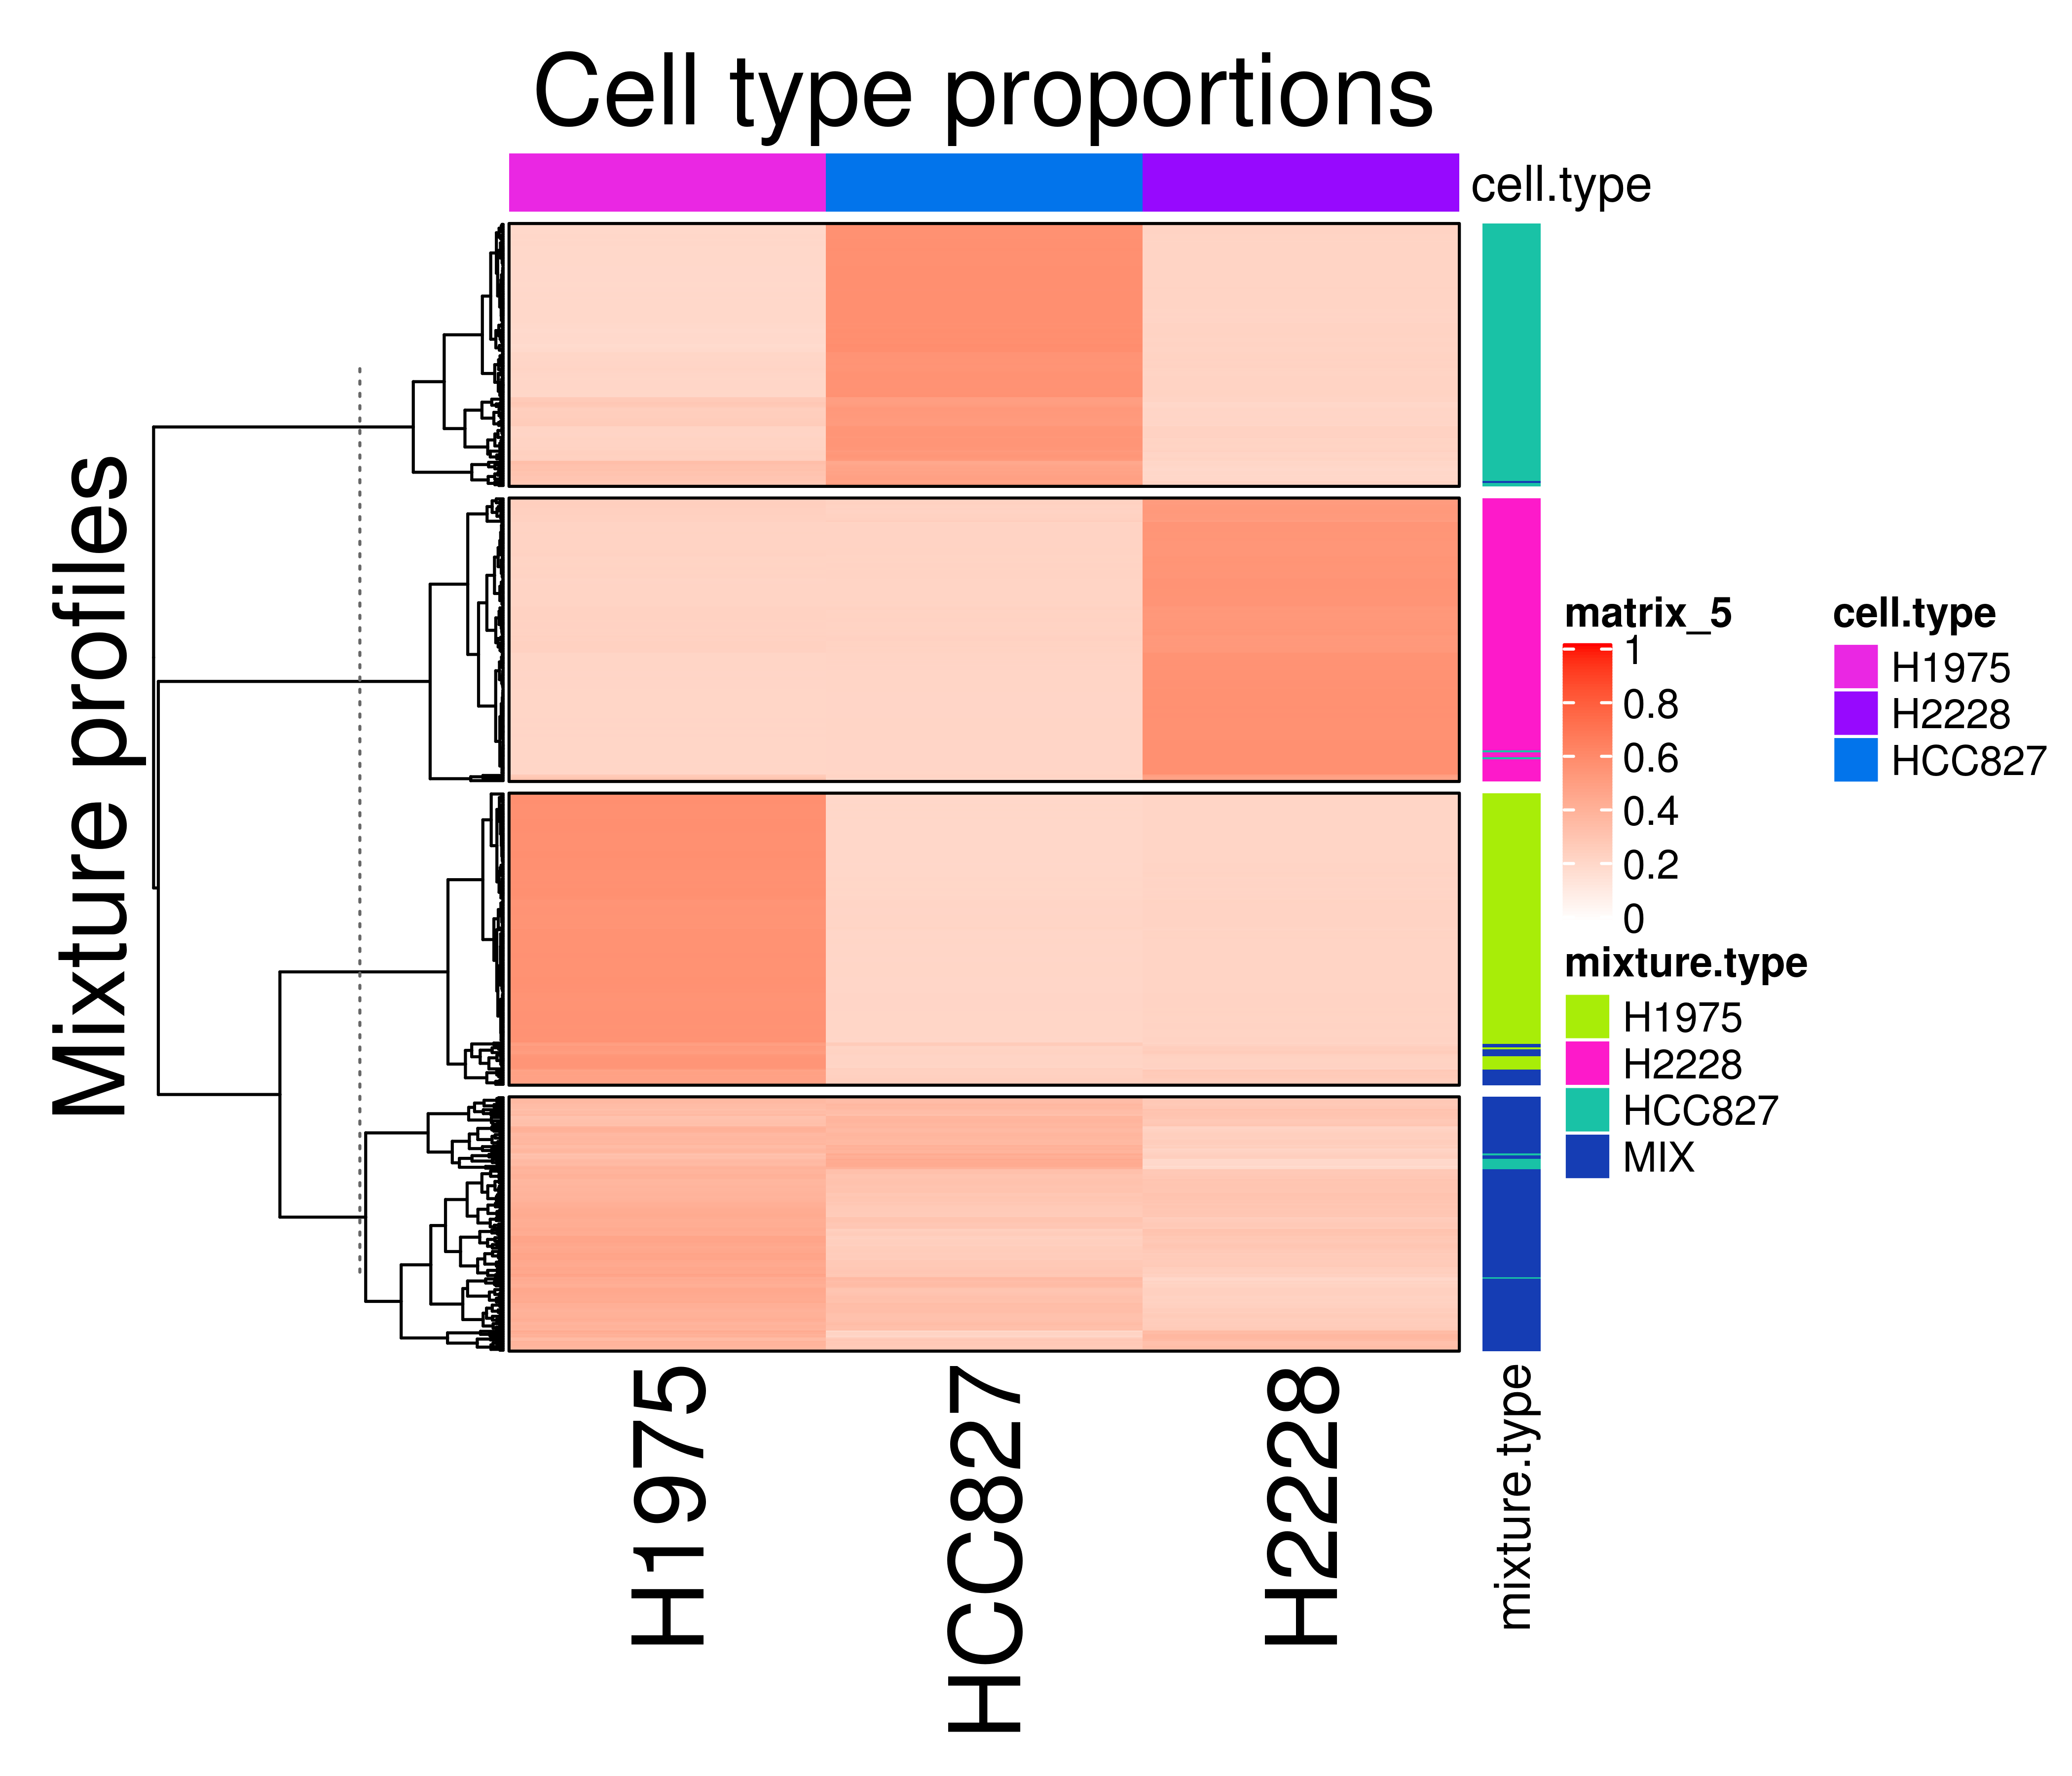 Cell type proportions
cell.type
Mixture profiles
matrix_5
1
0.8
0.6
0.4
0.2
0
cell.type
H1975
H2228
HCC827
mixture.type
H1975
H2228
HCC827
MIX
H1975
HCC827
H2228
mixture.type